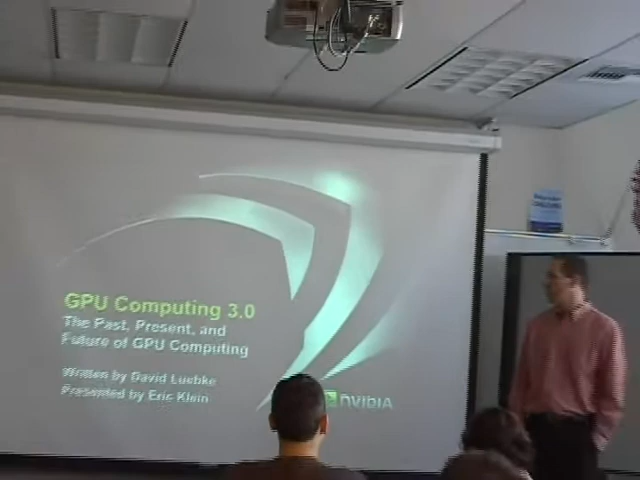 GPU Computing 3.0
The Past, Present, and
Future of GPU Computing
Written by David Luebke
Presented by Eric Klein
NVIDIA